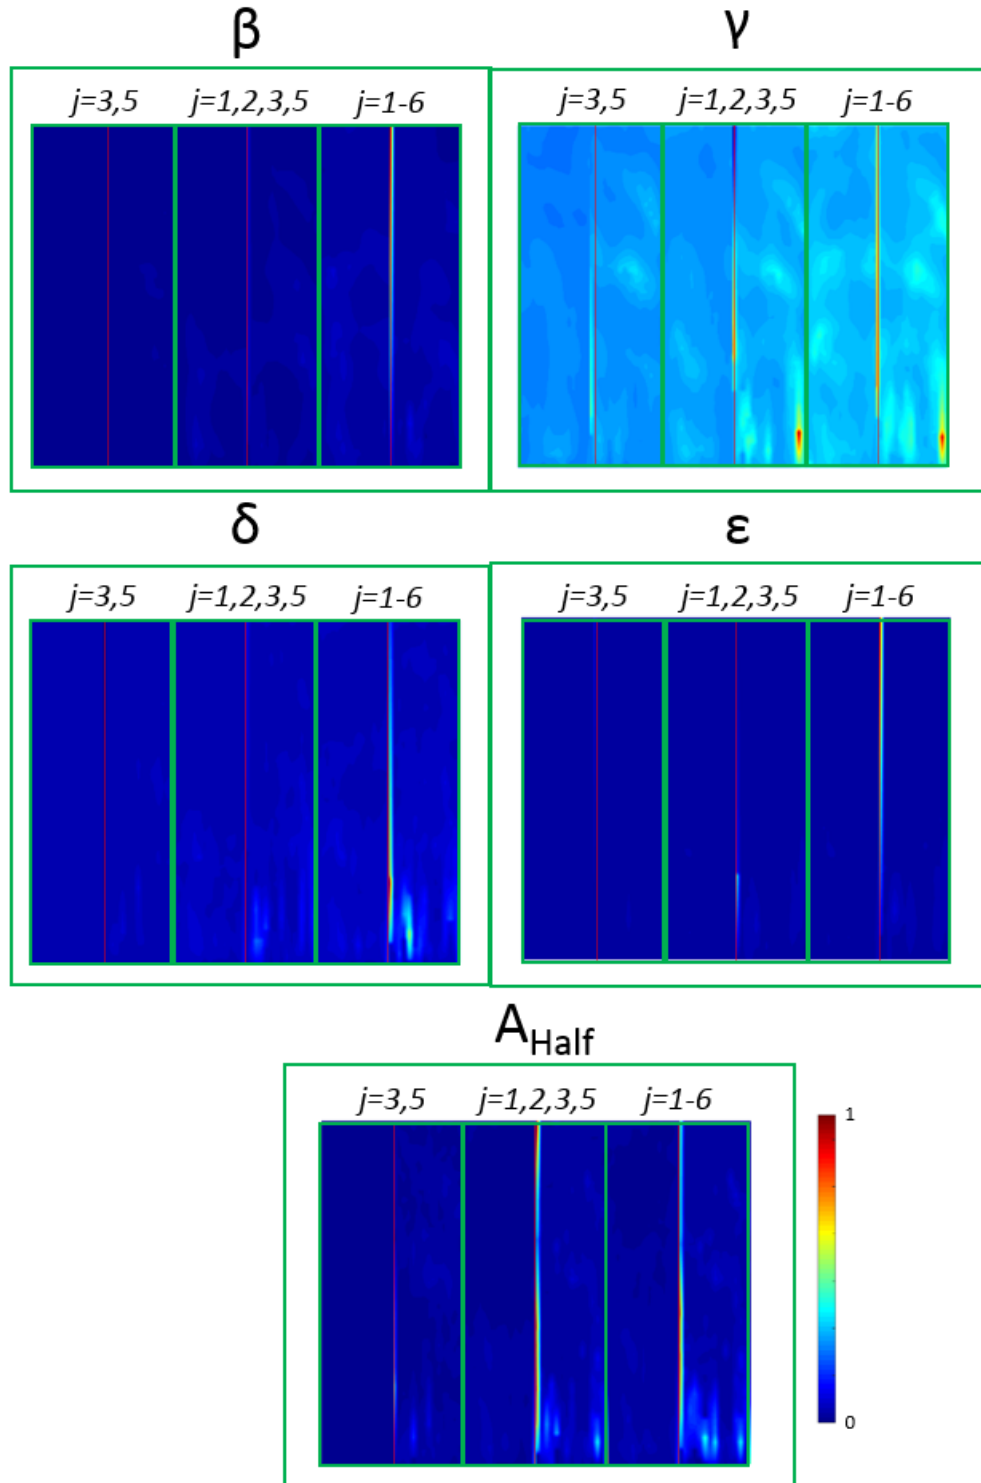 β γ
j=3,5 j=1,2,3,5 j=1-6 j=3,5 j=1,2,3,5 j=1-6
δ ε
j=3,5 j=1,2,3,5 j=1-6 j=3,5 j=1,2,3,5 j=1-6
A_Half
j=3,5 j=1,2,3,5 j=1-6
1
0